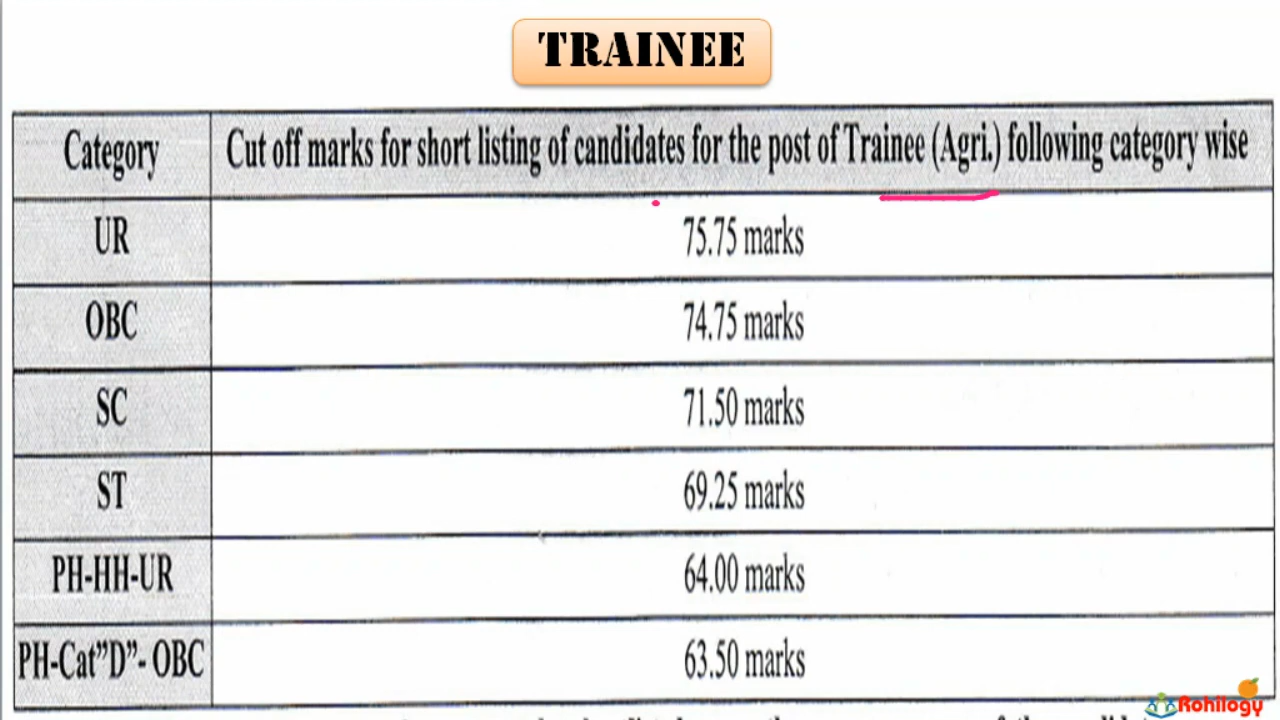 TRAINEE
Category Cut off marks for short listing of candidates for the post of Trainee (Agri.) following category wise
UR 75.75 marks
OBC 74.75 marks
SC 71.50 marks
ST 69.25 marks
PH-HH-UR 64.00 marks
PH-Cat”D”- OBC 63.50 marks
Rohilogy